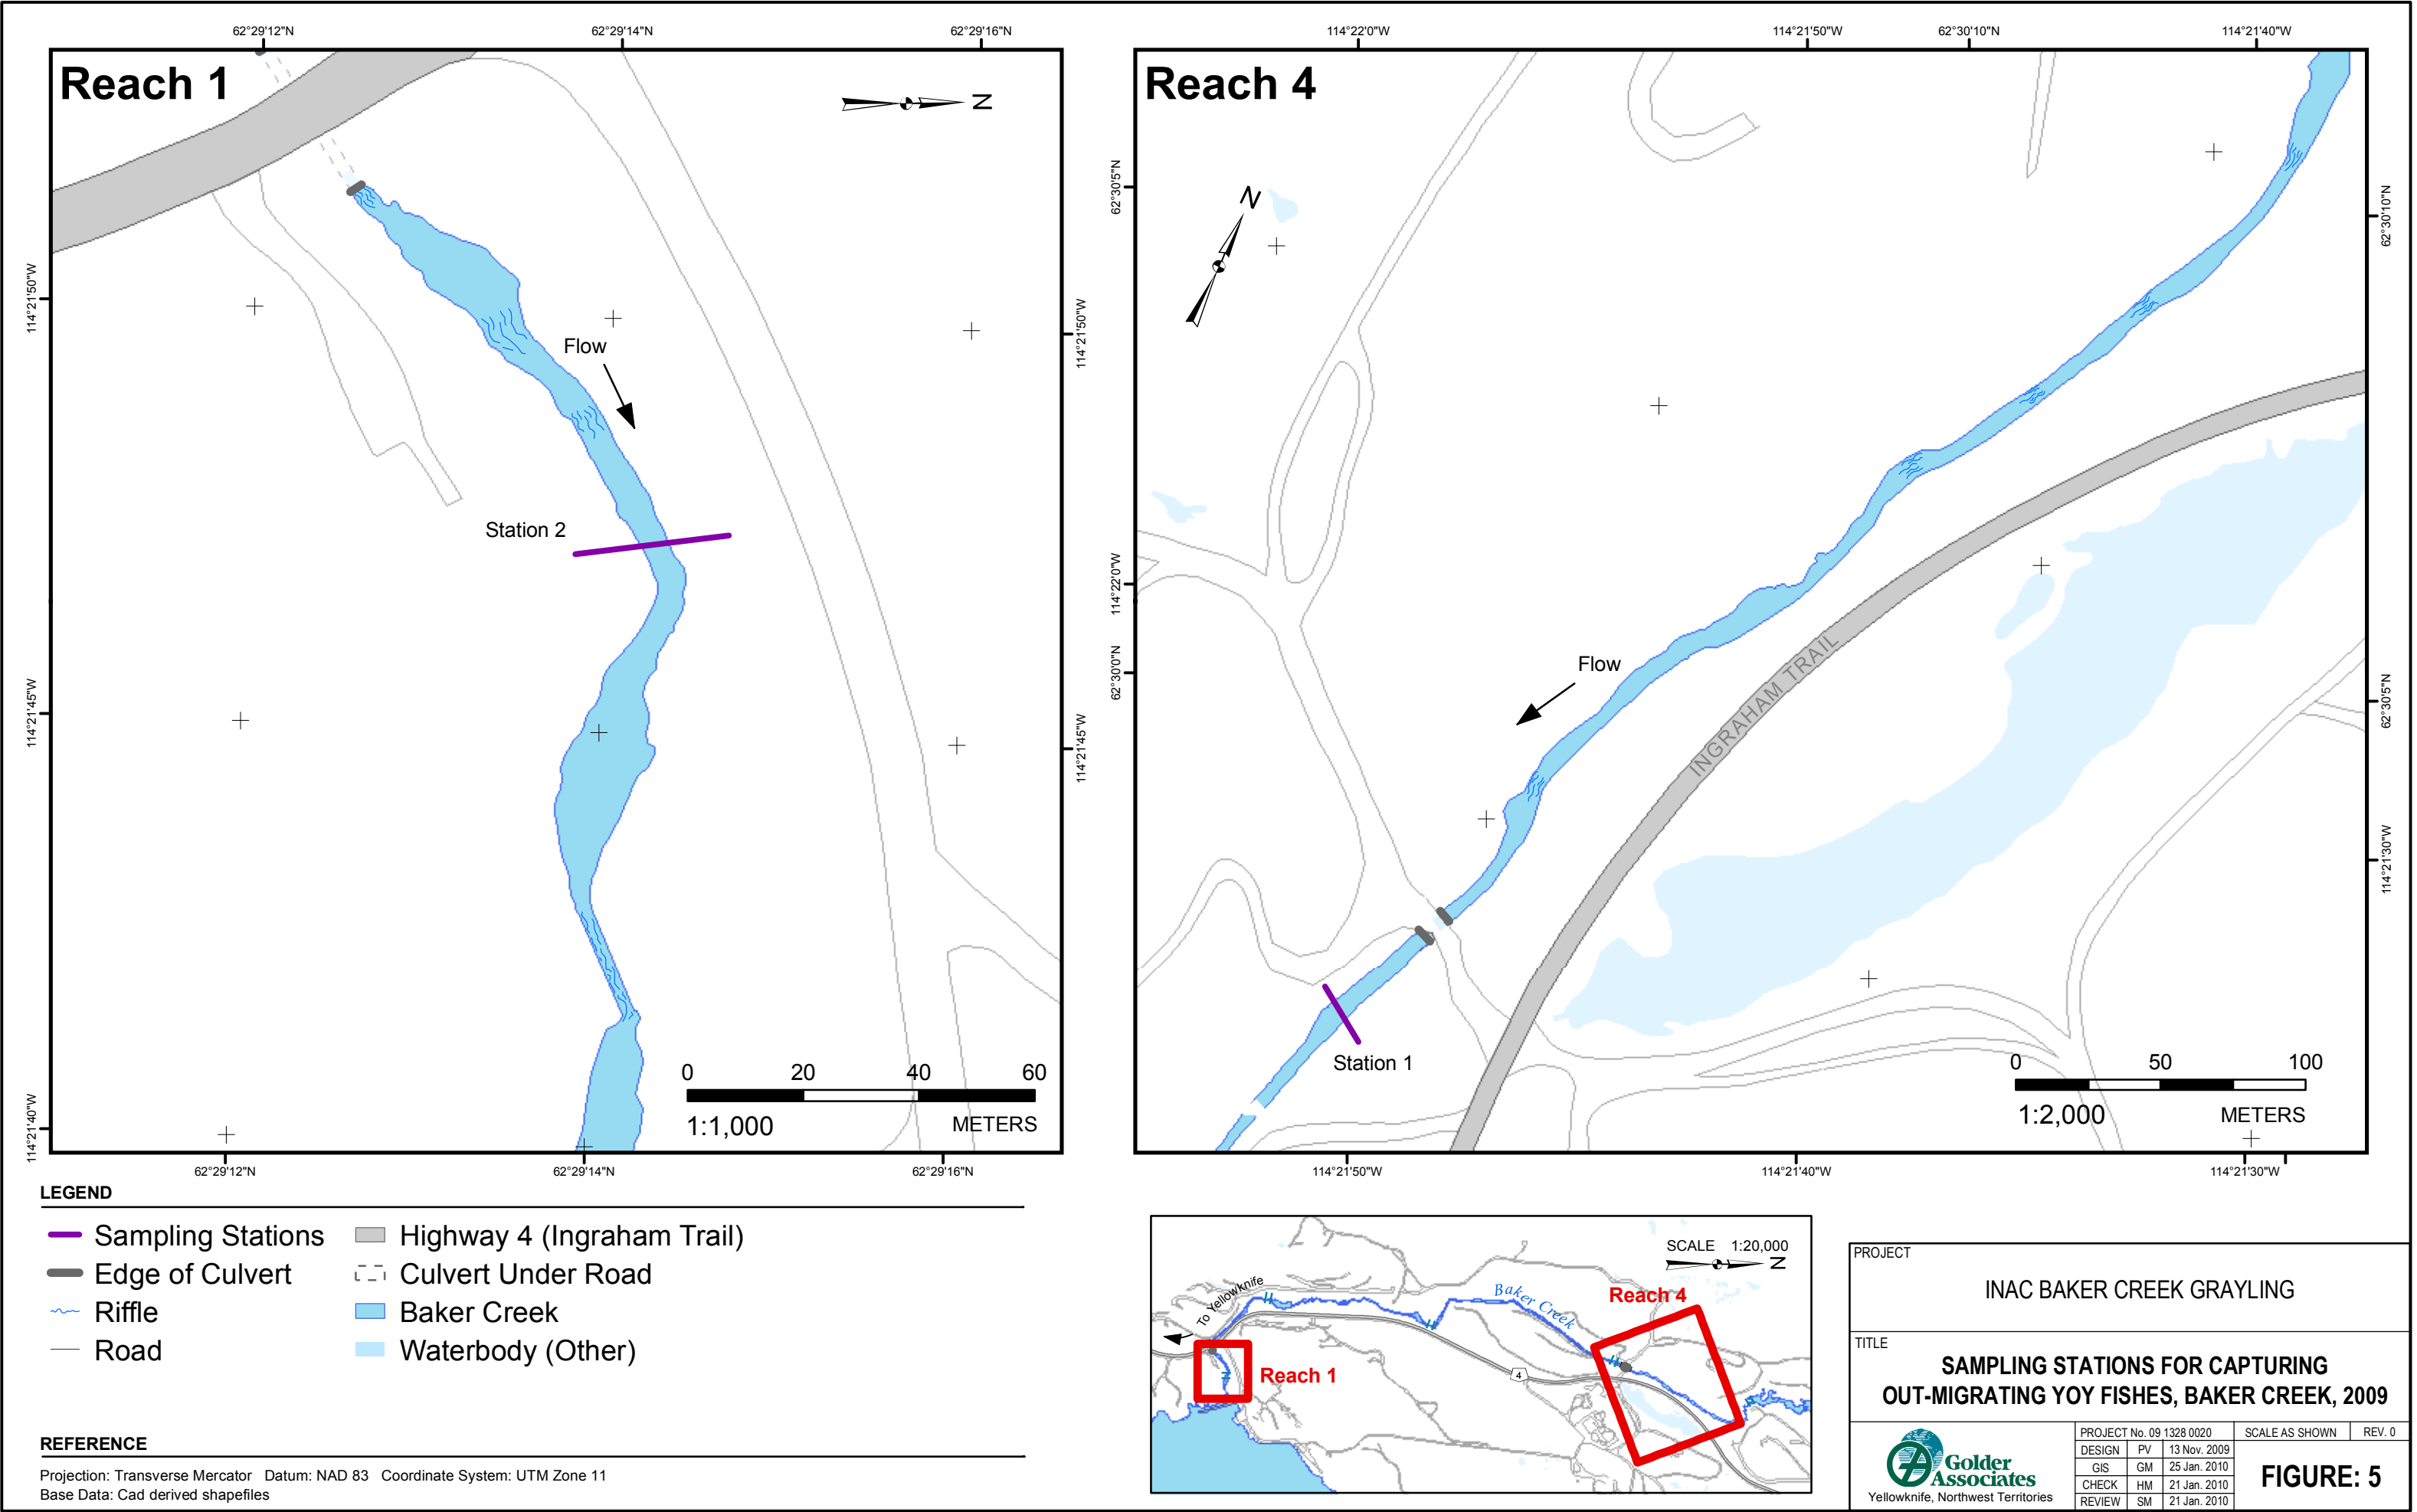 62°29'12"N
62°29'14"N
62°29'16"N
Reach 1
N
114°21'50"W
114°21'50"W
Flow
Station 2
114°21'45"W
114°21'45"W
0 20 40 60
1:1,000 METERS
114°21'40"W
62°29'12"N
62°29'14"N
62°29'16"N
114°22'0"W
114°21'50"W
62°30'10"N
114°21'40"W
Reach 4
N
62°30'5"N
62°30'10"N
114°22'0"W
62°30'0"N
Flow
INGRAHAM TRAIL
62°30'5"N
114°21'30"W
Station 1
0 50 100
1:2,000 METERS
114°21'50"W
114°21'40"W
114°21'30"W
LEGEND
Sampling Stations
Edge of Culvert
Riffle
Road
Highway 4 (Ingraham Trail)
Culvert Under Road
Baker Creek
Waterbody (Other)
REFERENCE
Projection: Transverse Mercator Datum: NAD 83 Coordinate System: UTM Zone 11
Base Data: Cad derived shapefiles
SCALE 1:20,000
N
To Yellowknife
Baker Creek
Reach 4
Reach 1
4
PROJECT
INAC BAKER CREEK GRAYLING
TITLE
SAMPLING STATIONS FOR CAPTURING
OUT-MIGRATING YOY FISHES, BAKER CREEK, 2009
Golder
Associates
Yellowknife, Northwest Territories
PROJECT No. 09 1328 0020 SCALE AS SHOWN REV. 0
DESIGN PV 13 Nov. 2009
GIS GM 25 Jan. 2010
CHECK HM 21 Jan. 2010
REVIEW SM 21 Jan. 2010
FIGURE: 5